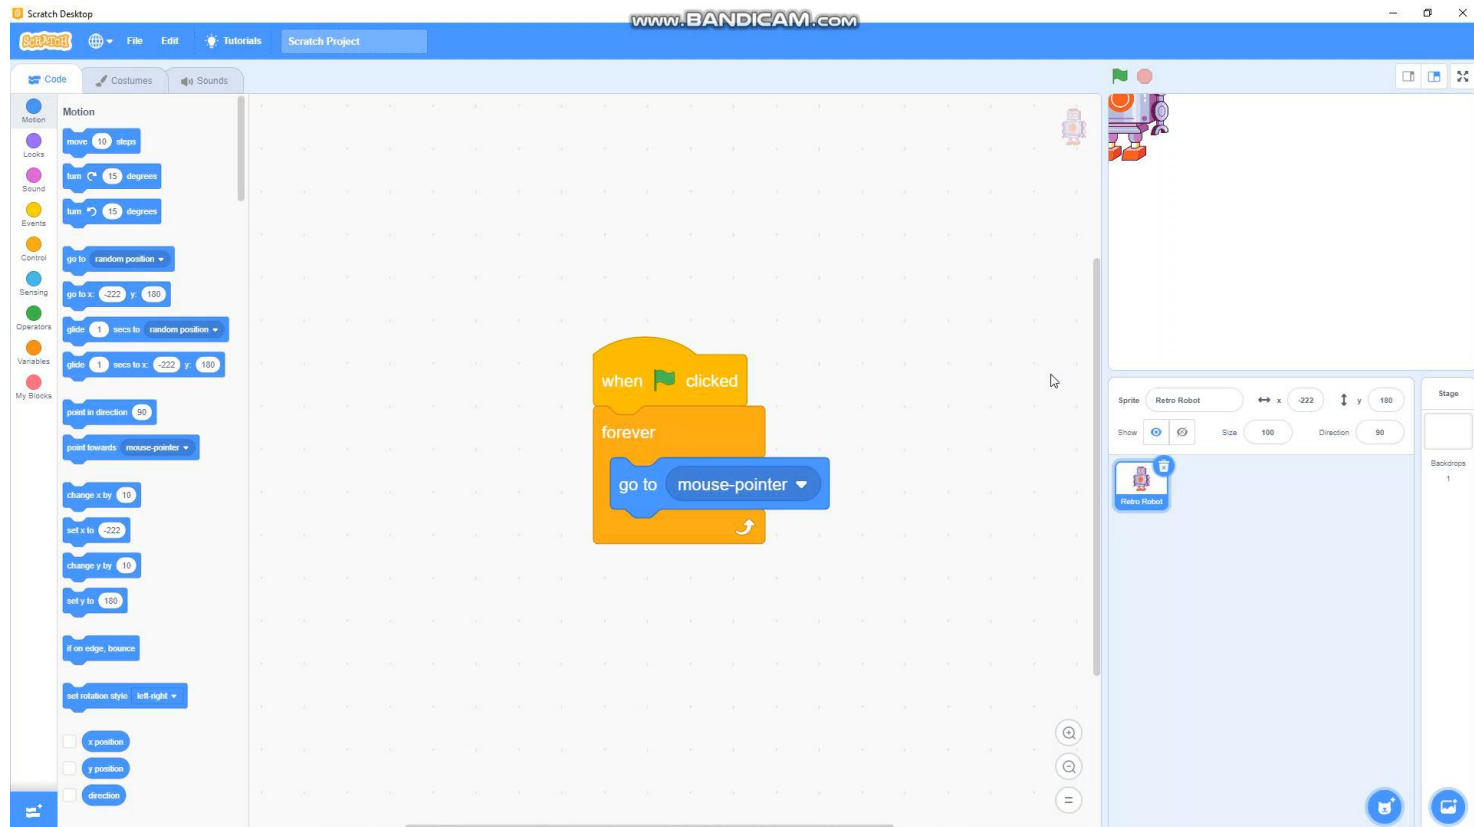 Scratch Desktop
www.BANDICAM.com
SCRATCH
File
Edit
Tutorials
Scratch Project
Code
Costumes
Sounds
Motion
Looks
Sound
Events
Control
Sensing
Operators
Variables
My Blocks
Motion
move 10 steps
turn 15 degrees
turn 15 degrees
go to random position
go to x: -222 y: 180
glide 1 secs to random position
glide 1 secs to x: -222 y: 180
point in direction 90
point towards mouse-pointer
change x by 10
set x to -222
change y by 10
set y to 180
if on edge, bounce
set rotation style left-right
x position
y position
direction
when clicked
forever
go to mouse-pointer
Sprite Retro Robot x -222 y 180
Show Size 100 Direction 90
Retro Robot
Stage
Backdrops
1